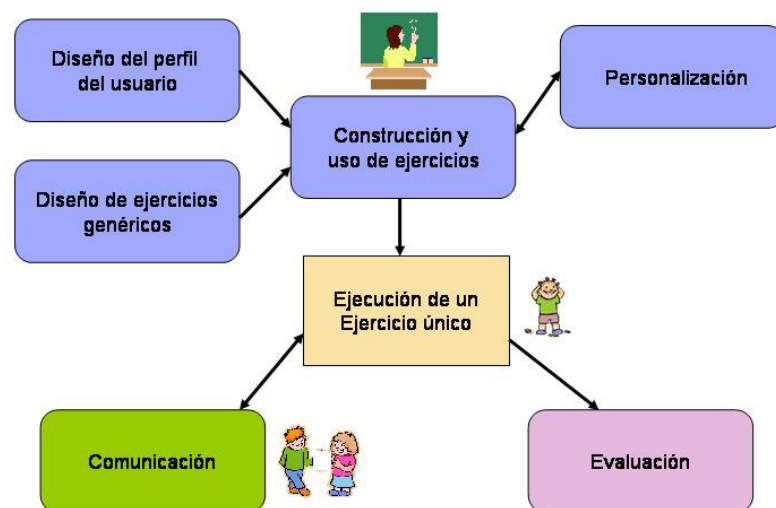 Diseño del perfil
del usuario
Personalización
Construcción y
uso de ejercicios
Diseño de ejercicios
genéricos
Ejecución de un
Ejercicio único
Comunicación
Evaluación